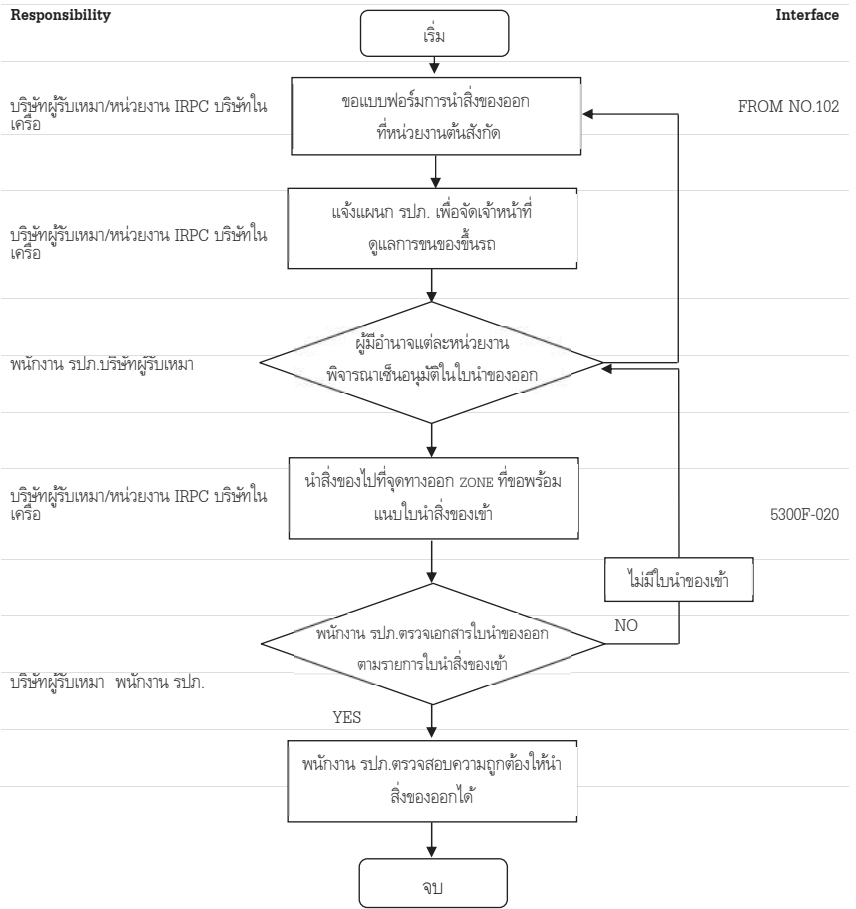 Responsibility
Interface
เริ่ม
บริษัทผู้รับเหมา/หน่วยงาน IRPC บริษัทใน
เครือ
ขอแบบฟอร์มการนำสิ่งของออก
ที่หน่วยงานต้นสังกัด
FROM NO.102
บริษัทผู้รับเหมา/หน่วยงาน IRPC บริษัทใน
เครือ
แจ้งแผนก รปภ. เพื่อจัดเจ้าหน้าที่
ดูแลการขนของขึ้นรถ
พนักงาน รปภ.บริษัทผู้รับเหมา
ผู้มีอำนาจแต่ละหน่วยงาน
พิจารณาเซ็นอนุมัติในใบนำของออก
บริษัทผู้รับเหมา/หน่วยงาน IRPC บริษัทใน
เครือ
นำสิ่งของไปที่จุดทางออก ZONE ที่ขอพร้อม
แนบใบนำสิ่งของเข้า
5300F-020
ไม่มีใบนำของเข้า
NO
พนักงาน รปภ.ตรวจเอกสารใบนำของออก
ตามรายการใบนำสิ่งของเข้า
บริษัทผู้รับเหมา พนักงาน รปภ.
YES
พนักงาน รปภ.ตรวจสอบความถูกต้องให้นำ
สิ่งของออกได้
จบ